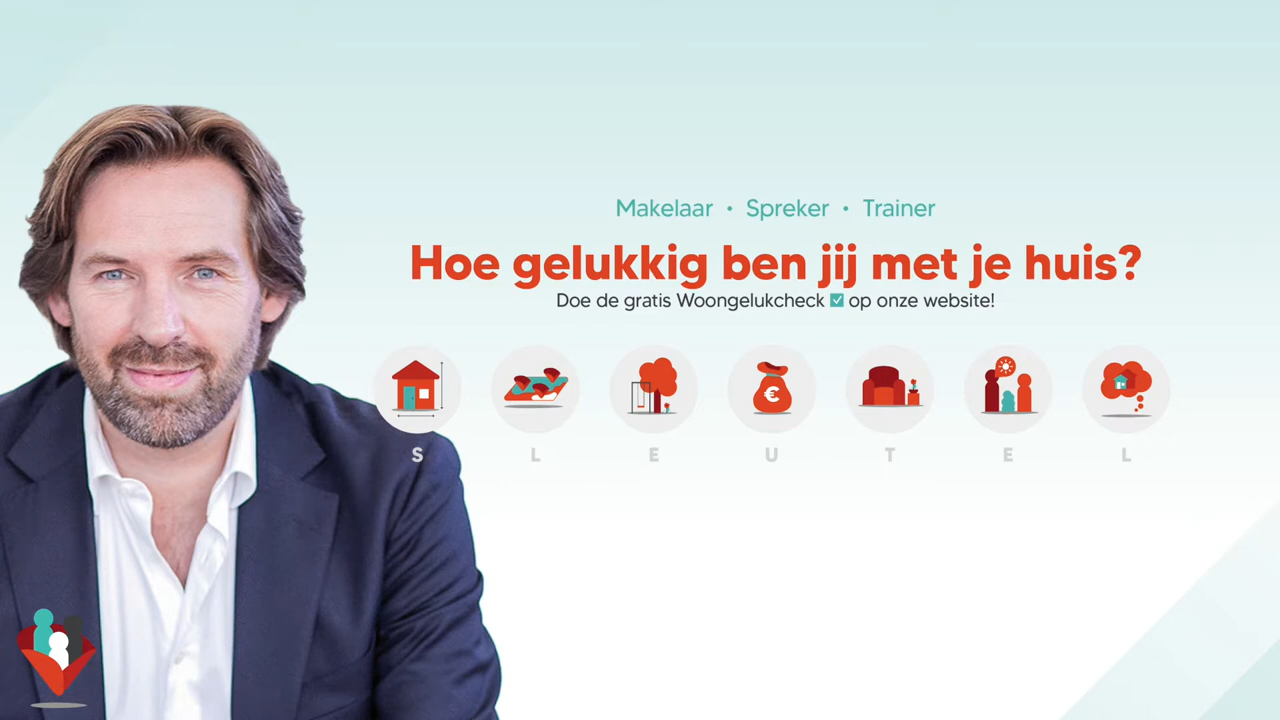 Makelaar • Spreker • Trainer
Hoe gelukkig ben jij met je huis?
Doe de gratis Woongelukcheck ☑ op onze website!
€
S L E U T E L